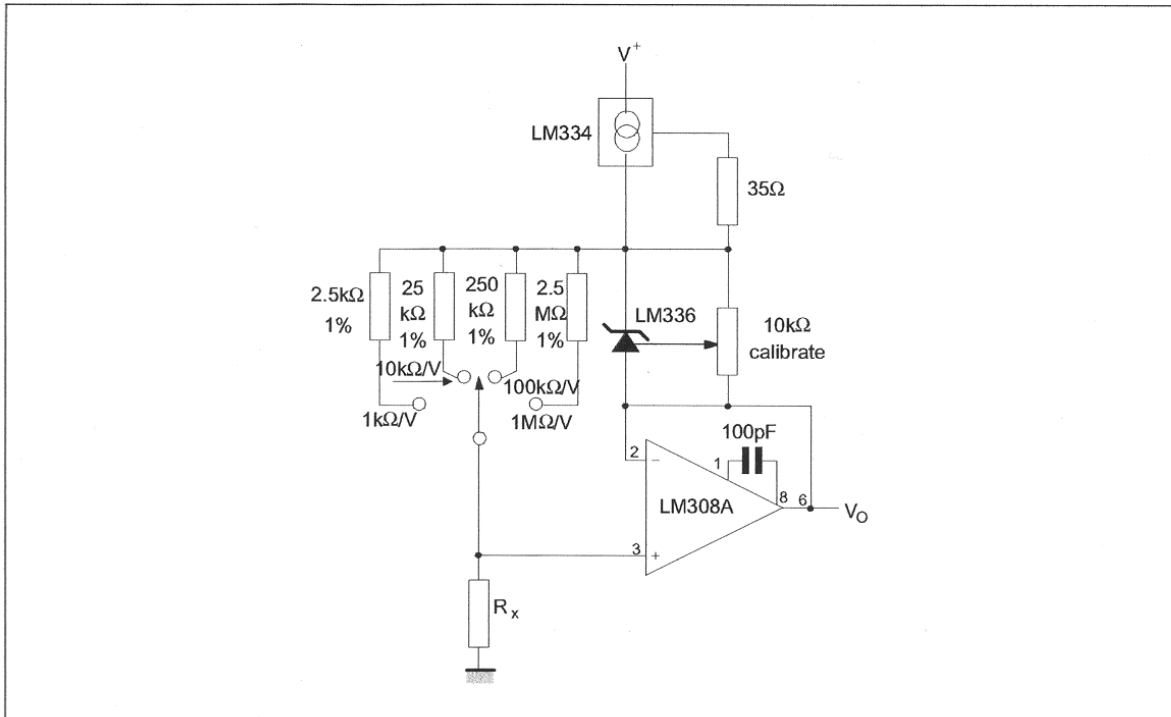 V+
LM334
35Ω
2.5kΩ
1%
25
kΩ
1%
250
kΩ
1%
2.5
MΩ
1%
LM336
10kΩ
calibrate
10kΩ/V
100kΩ/V
1kΩ/V
1MΩ/V
100pF
2
−
1
LM308A
8
6
VO
3
+
Rx